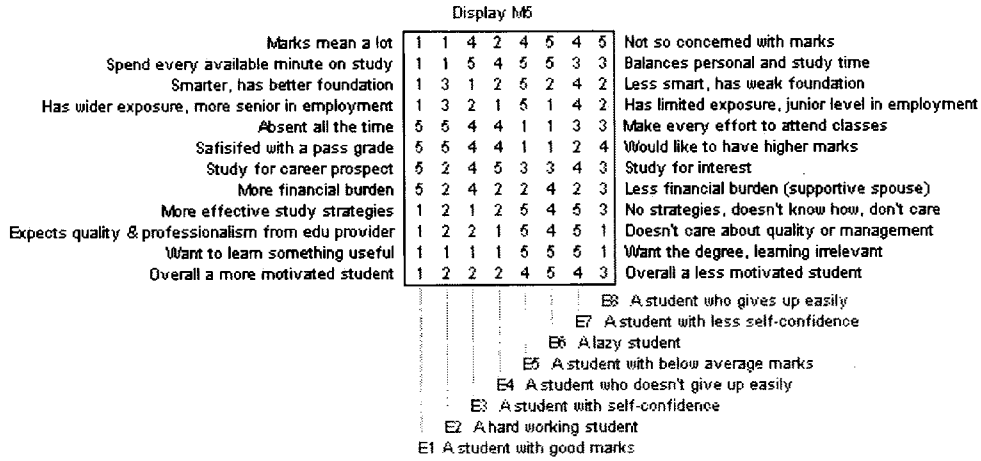 Display M5
Marks mean a lot 1 1 4 2 4 5 4 5 Not so concerned with marks
Spend every available minute on study 1 1 5 4 5 5 3 3 Balances personal and study time
Smarter, has better foundation 1 3 1 2 5 2 4 2 Less smart, has weak foundation
Has wider exposure, more senior in employment 1 3 2 1 5 1 4 2 Has limited exposure, junior level in employment
Absent all the time 5 5 4 4 1 1 3 3 Make every effort to attend classes
Safisifed with a pass grade 5 5 4 4 1 1 2 4 Would like to have higher marks
Study for career prospect 5 2 4 5 3 3 4 3 Study for interest
More financial burden 5 2 4 2 2 4 2 3 Less financial burden (supportive spouse)
More effective study strategies 1 2 1 2 5 4 5 3 No strategies, doesn't know how, don't care
Expects quality & professionalism from edu provider 1 2 2 1 5 4 5 1 Doesn't care about quality or management
Want to learn something useful 1 1 1 1 5 5 5 1 Want the degree, learning irrelevant
Overall a more motivated student 1 2 2 2 4 5 4 3 Overall a less motivated student
E8 A student who gives up easily
E7 A student with less self-confidence
E6 A lazy student
E5 A student with below average marks
E4 A student who doesn't give up easily
E3 A student with self-confidence
E2 A hard working student
E1 A student with good marks